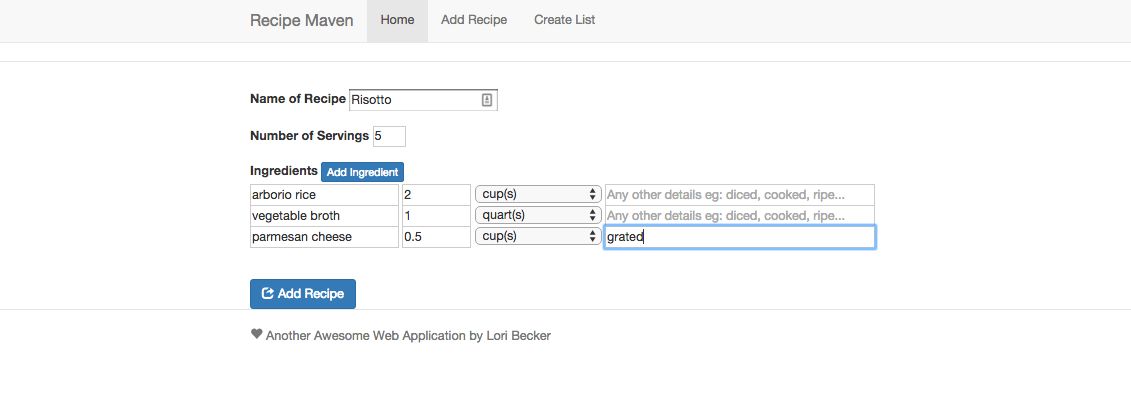 Recipe Maven Home Add Recipe Create List
Name of Recipe Risotto
Number of Servings 5
Ingredients Add Ingredient
arborio rice 2 cup(s) Any other details eg: diced, cooked, ripe...
vegetable broth 1 quart(s) Any other details eg: diced, cooked, ripe...
parmesan cheese 0.5 cup(s) grated
Add Recipe
Another Awesome Web Application by Lori Becker